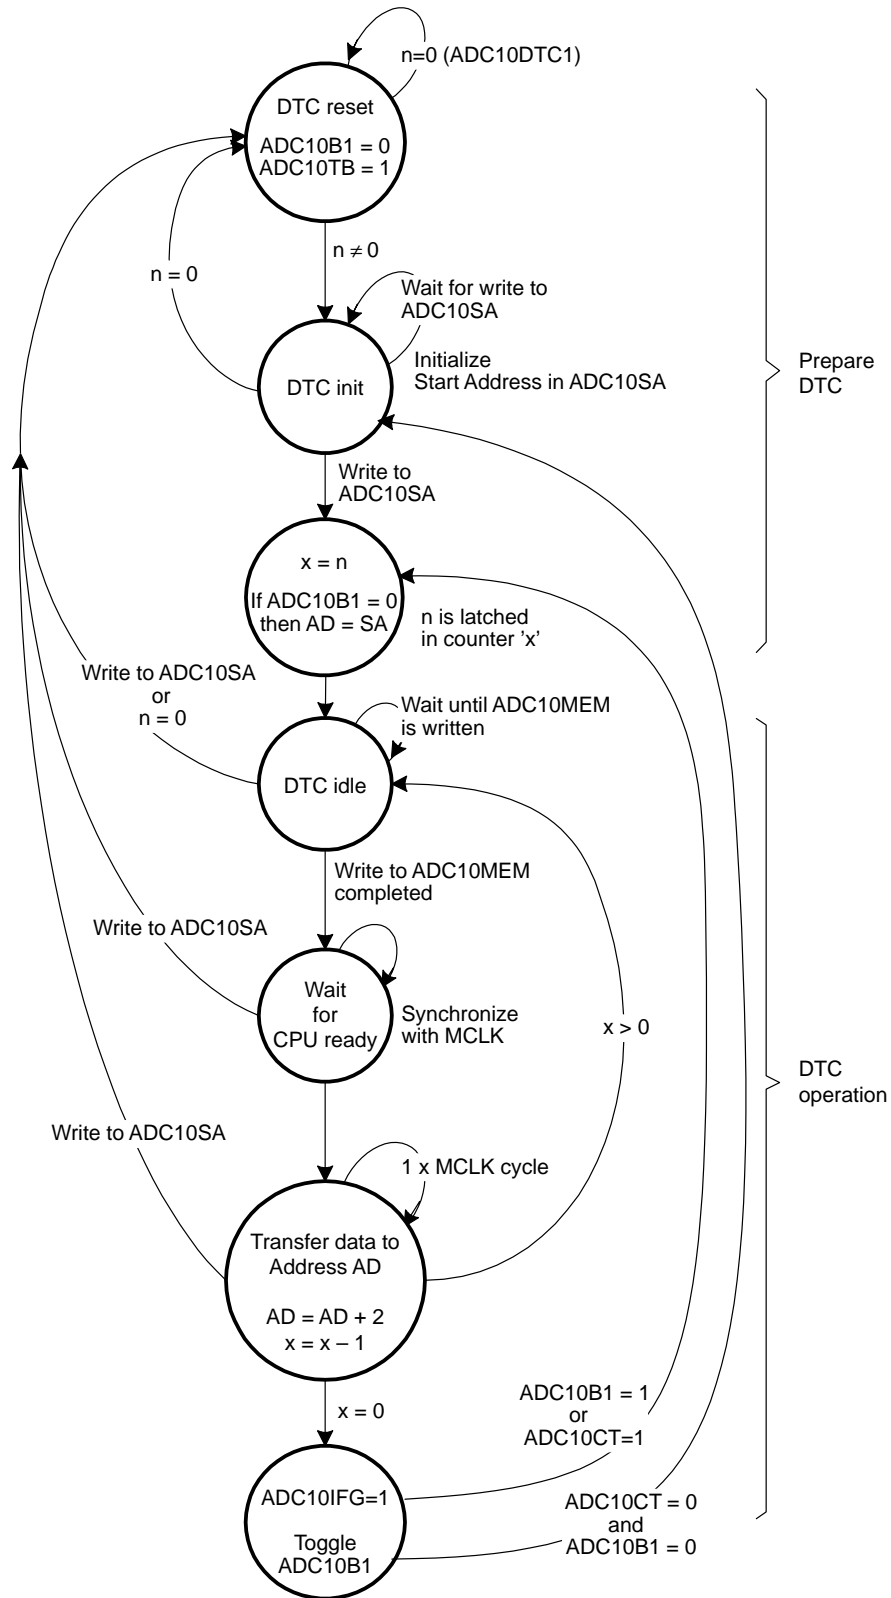 n=0 (ADC10DTC1)
DTC reset
ADC10B1 = 0
ADC10TB = 1
n ≠ 0
n = 0
Wait for write to
ADC10SA
Initialize
Start Address in ADC10SA
DTC init
Prepare
DTC
Write to
ADC10SA
x = n
If ADC10B1 = 0
then AD = SA
n is latched
in counter ’x’
Write to ADC10SA
or
n = 0
Wait until ADC10MEM
is written
DTC idle
Write to ADC10MEM
completed
Write to ADC10SA
Wait
for
CPU ready
Synchronize
with MCLK
x > 0
DTC
operation
Write to ADC10SA
1 x MCLK cycle
Transfer data to
Address AD
AD = AD + 2
x = x – 1
x = 0
ADC10B1 = 1
or
ADC10CT=1
ADC10IFG=1
Toggle
ADC10B1
ADC10CT = 0
and
ADC10B1 = 0